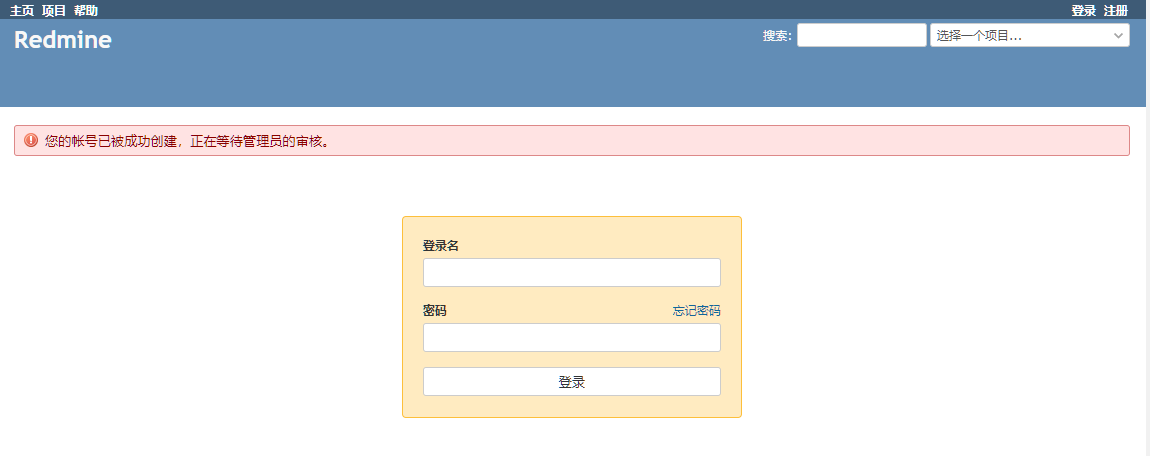 主页 项目 帮助 登录 注册
Redmine 搜索: 选择一个项目...
您的帐号已被成功创建，正在等待管理员的审核。
登录名
密码 忘记密码
登录